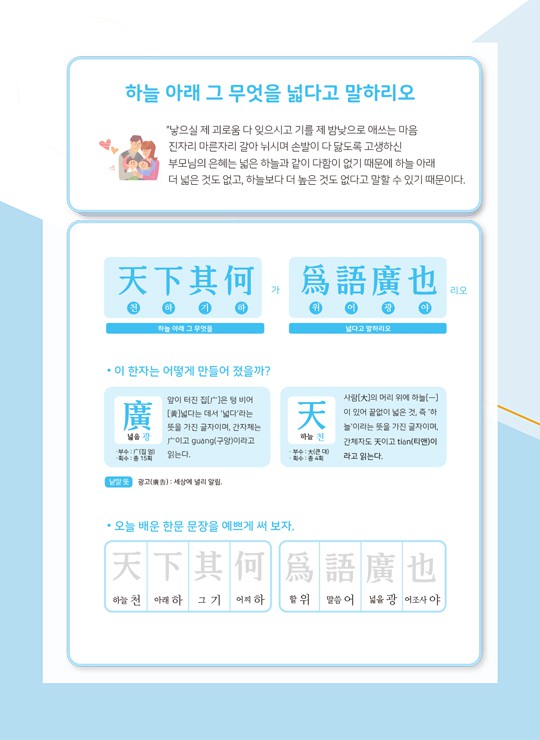 하늘 아래 그 무엇을 넓다고 말하리오
"낳으실 제 괴로움 다 잊으시고 기를 제 밤낮으로 애쓰는 마음
진자리 마른자리 갈아 뉘시며 손발이 다 닳도록 고생하신
부모님의 은혜는 넓은 하늘과 같이 다함이 없기 때문에 하늘 아래
더 넓은 것도 없고, 하늘보다 더 높은 것도 없다고 말할 수 있기 때문이다.
天下其何 가 爲語廣也 리오
천 하 기 하 위 어 광 야
하늘 아래 그 무엇을 넓다고 말하리오
• 이 한자는 어떻게 만들어 졌을까?
廣
넓을 광
· 부수 : 广(집 엄)
· 획수 : 총 15획
앞이 터진 집[广]은 텅 비어
[黃]넓다는 데서 '넓다'라는
뜻을 가진 글자이며, 간자체는
广이고 guǎng(구앙)이라고
읽는다.
天
하늘 천
· 부수 : 大(큰 대)
· 획수 : 총 4획
사람[大]의 머리 위에 하늘[一]
이 있어 끝없이 넓은 것, 즉 '하
늘'이라는 뜻을 가진 글자이며,
간체자도 天이고 tian(티앤)이
라고 읽는다.
낱말 뜻 광고(廣告) : 세상에 널리 알림.
• 오늘 배운 한문 문장을 예쁘게 써 보자.
天 下 其 何 爲 語 廣 也
하늘 천 아래 하 그 기 어찌 하 할 위 말씀 어 넓을 광 어조사 야